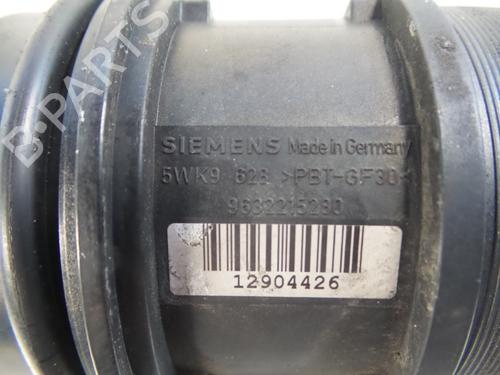 B-PARTS
SIEMENS Made in Germany
5WK9 628 >PBT-GF30<
9632215280
12904426